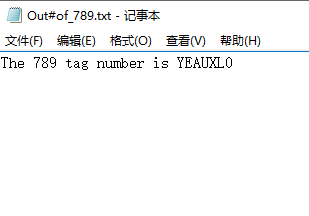 Out#of_789.txt - 记事本
文件(F) 编辑(E) 格式(O) 查看(V) 帮助(H)
The 789 tag number is YEAUXL0